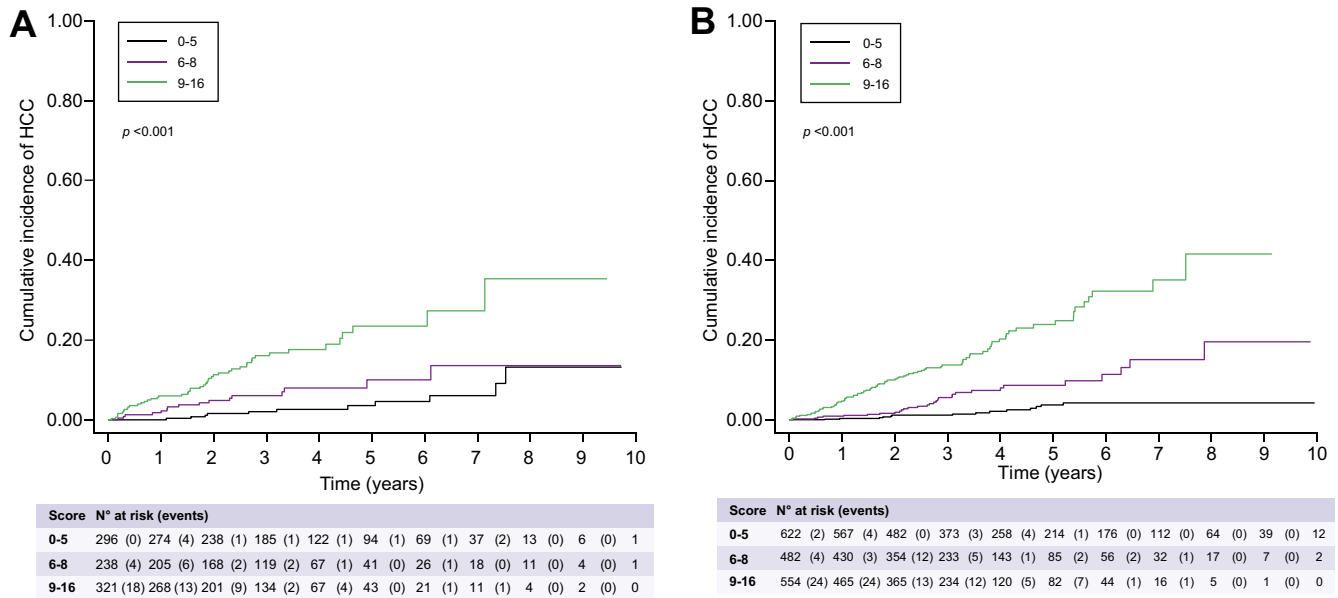 A
1.00
0.80
0.60
0.40
0.20
0.00
Cumulative incidence of HCC
0-5
6-8
9-16
p <0.001
0 1 2 3 4 5 6 7 8 9 10
Time (years)
Score N° at risk (events)
0-5 296 (0) 274 (4) 238 (1) 185 (1) 122 (1) 94 (1) 69 (1) 37 (2) 13 (0) 6 (0) 1
6-8 238 (4) 205 (6) 168 (2) 119 (2) 67 (1) 41 (0) 26 (1) 18 (0) 11 (0) 4 (0) 1
9-16 321 (18) 268 (13) 201 (9) 134 (2) 67 (4) 43 (0) 21 (1) 11 (1) 4 (0) 2 (0) 0
B
1.00
0.80
0.60
0.40
0.20
0.00
Cumulative incidence of HCC
0-5
6-8
9-16
p <0.001
0 1 2 3 4 5 6 7 8 9 10
Time (years)
Score N° at risk (events)
0-5 622 (2) 567 (4) 482 (0) 373 (3) 258 (4) 214 (1) 176 (0) 112 (0) 64 (0) 39 (0) 12
6-8 482 (4) 430 (3) 354 (12) 233 (5) 143 (1) 85 (2) 56 (2) 32 (1) 17 (0) 7 (0) 2
9-16 554 (24) 465 (24) 365 (13) 234 (12) 120 (5) 82 (7) 44 (1) 16 (1) 5 (0) 1 (0) 0